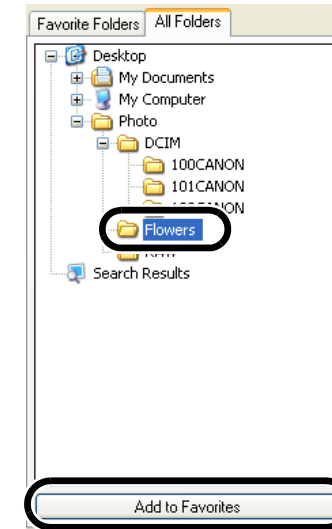 Favorite Folders All Folders
Desktop
My Documents
My Computer
Photo
DCIM
100CANON
101CANON
Flowers
Search Results
Add to Favorites